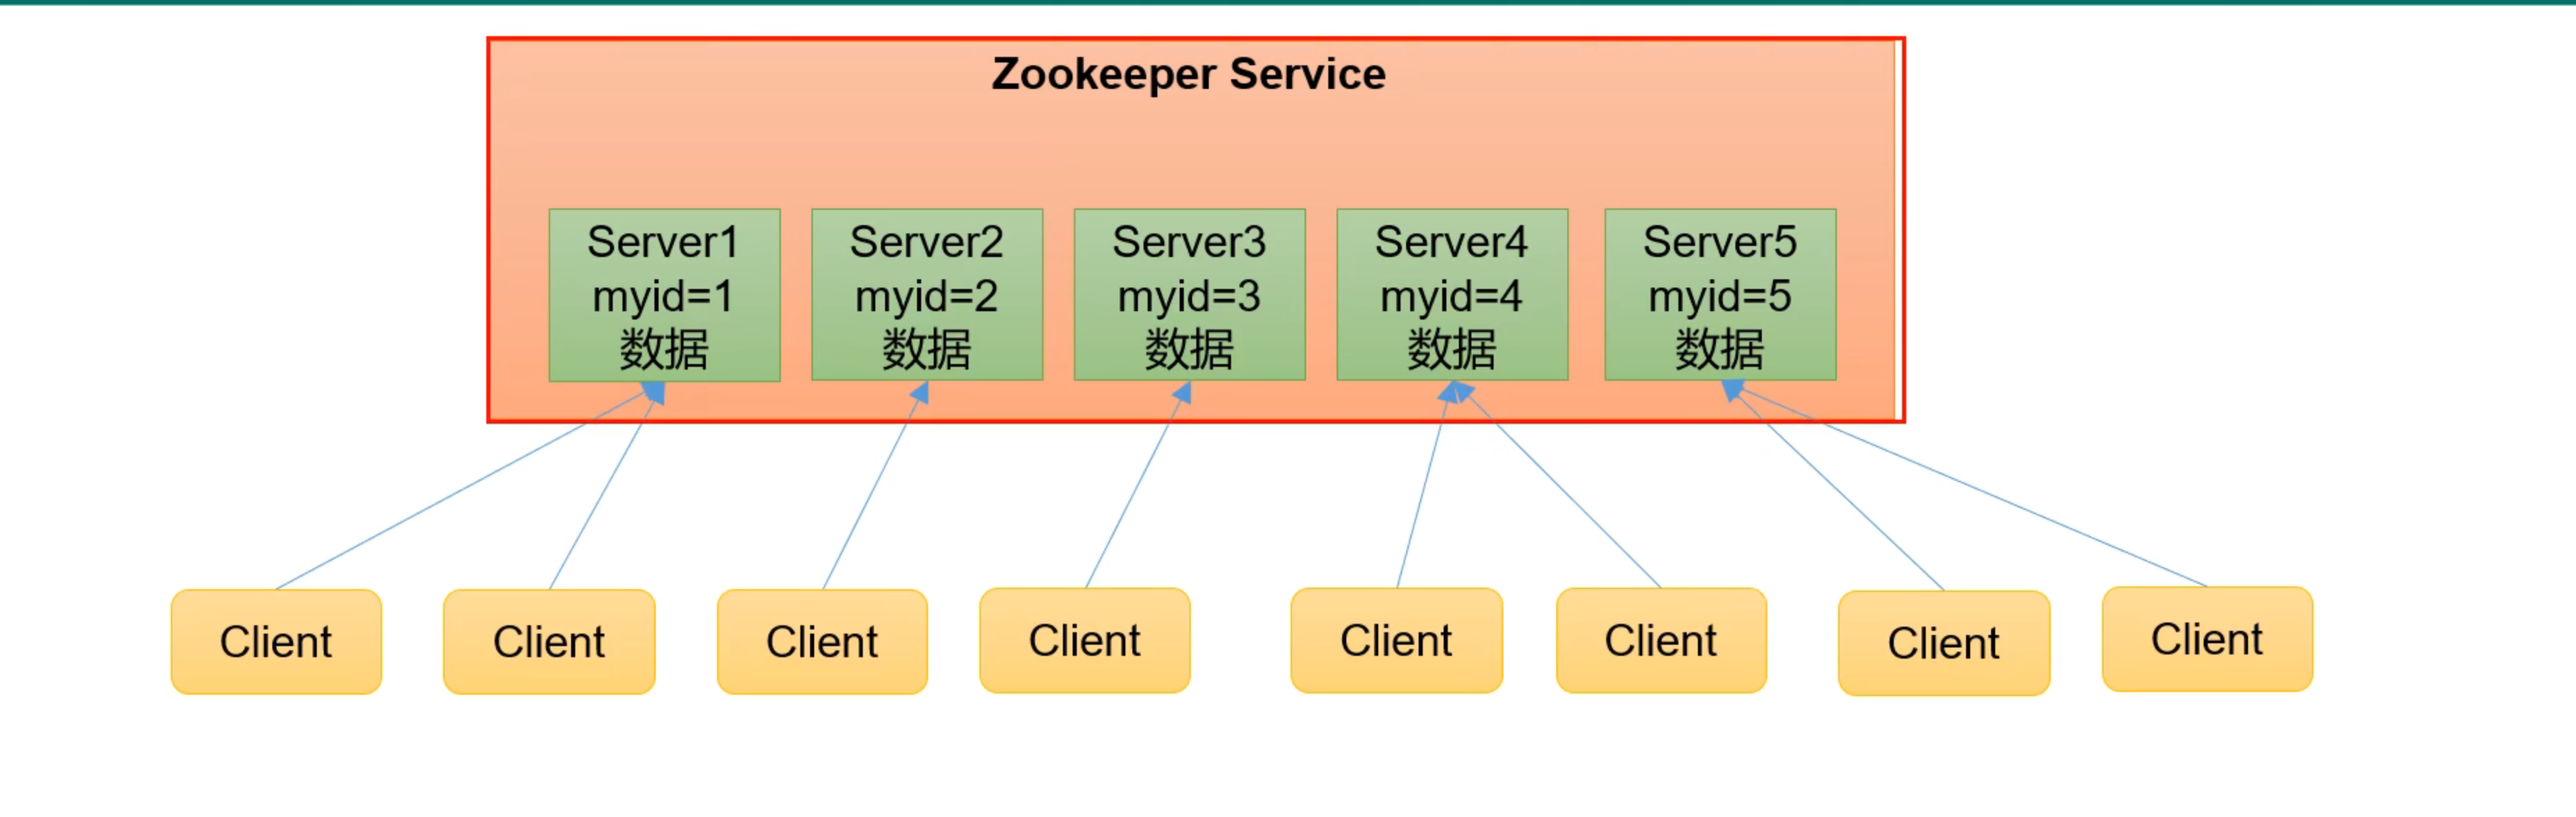 Zookeeper Service
Server1
myid=1
数据
Server2
myid=2
数据
Server3
myid=3
数据
Server4
myid=4
数据
Server5
myid=5
数据
Client
Client
Client
Client
Client
Client
Client
Client